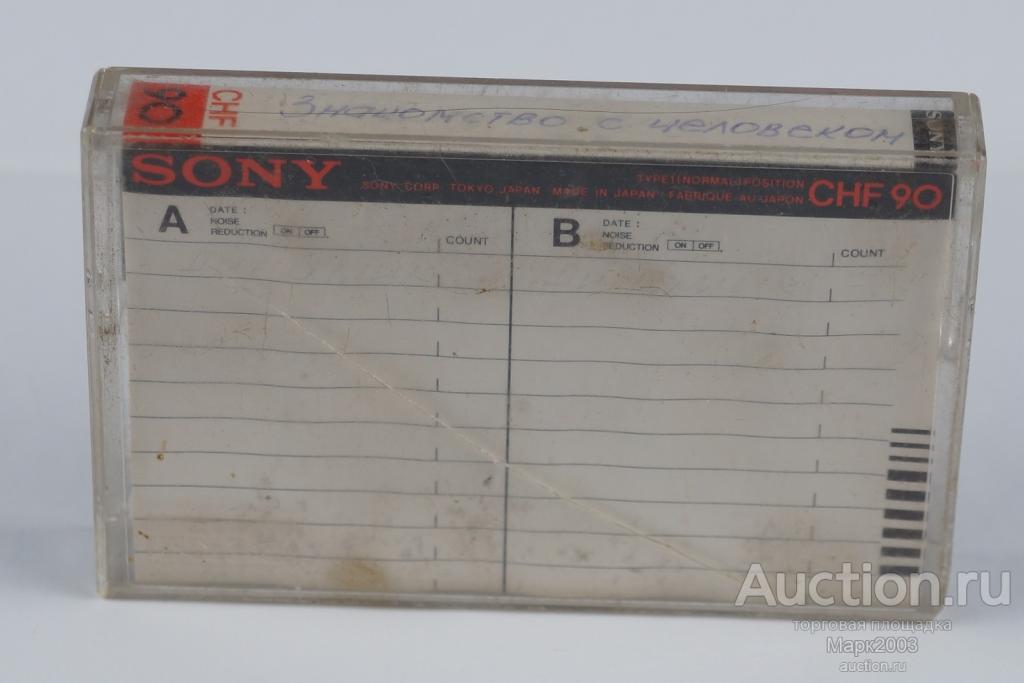 90 CHF Знакомство с человеком SONY
SONY TYPE I (NORMAL) POSITION CHF 90
SONY CORP. TOKYO JAPAN MADE IN JAPAN / FABRIQUÉ AU JAPON
A DATE :
NOISE
REDUCTION ON OFF
COUNT
B DATE :
NOISE
REDUCTION ON OFF
COUNT
Auction.ru
торговая площадка
Марк2003
auction.ru